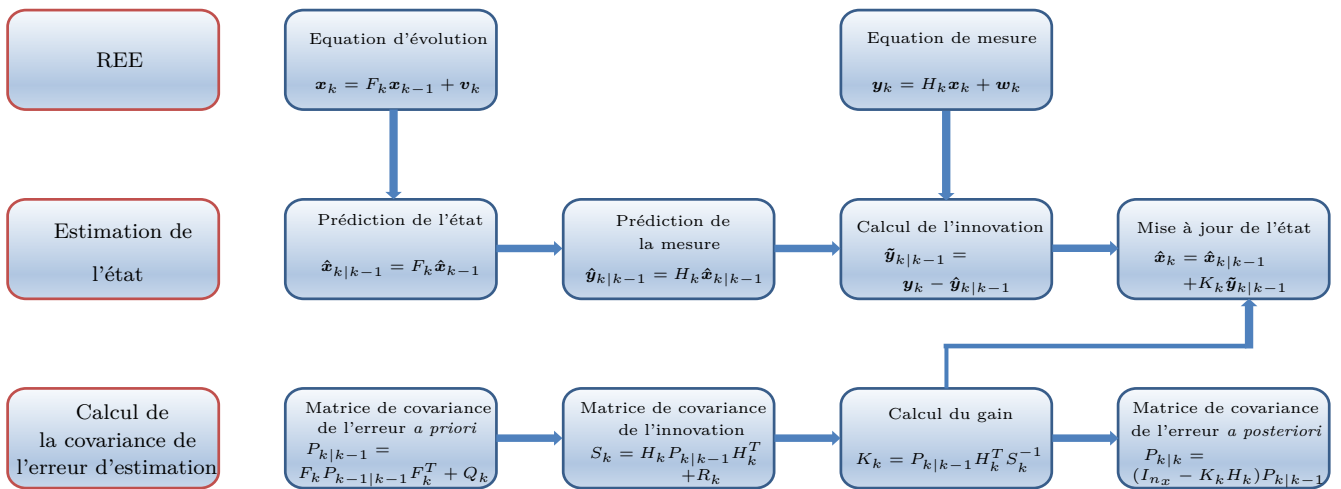 REE
Equation d'évolution
𝒙_k = F_k 𝒙_{k−1} + 𝒗_k
Equation de mesure
𝒚_k = H_k 𝒙_k + 𝒘_k
Estimation de
l'état
Prédiction de l'état
𝒙̂_{k|k−1} = F_k 𝒙̂_{k−1}
Prédiction de
la mesure
𝒚̂_{k|k−1} = H_k 𝒙̂_{k|k−1}
Calcul de l'innovation
𝒚̃_{k|k−1} =
𝒚_k − 𝒚̂_{k|k−1}
Mise à jour de l'état
𝒙̂_k = 𝒙̂_{k|k−1}
+K_k 𝒚̃_{k|k−1}
Calcul de
la covariance de
l'erreur d'estimation
Matrice de covariance
de l'erreur a priori
P_{k|k−1} =
F_k P_{k−1|k−1} F_k^T + Q_k
Matrice de covariance
de l'innovation
S_k = H_k P_{k|k−1} H_k^T
+R_k
Calcul du gain
K_k = P_{k|k−1} H_k^T S_k^{−1}
Matrice de covariance
de l'erreur a posteriori
P_{k|k} =
(I_{n_x} − K_k H_k)P_{k|k−1}